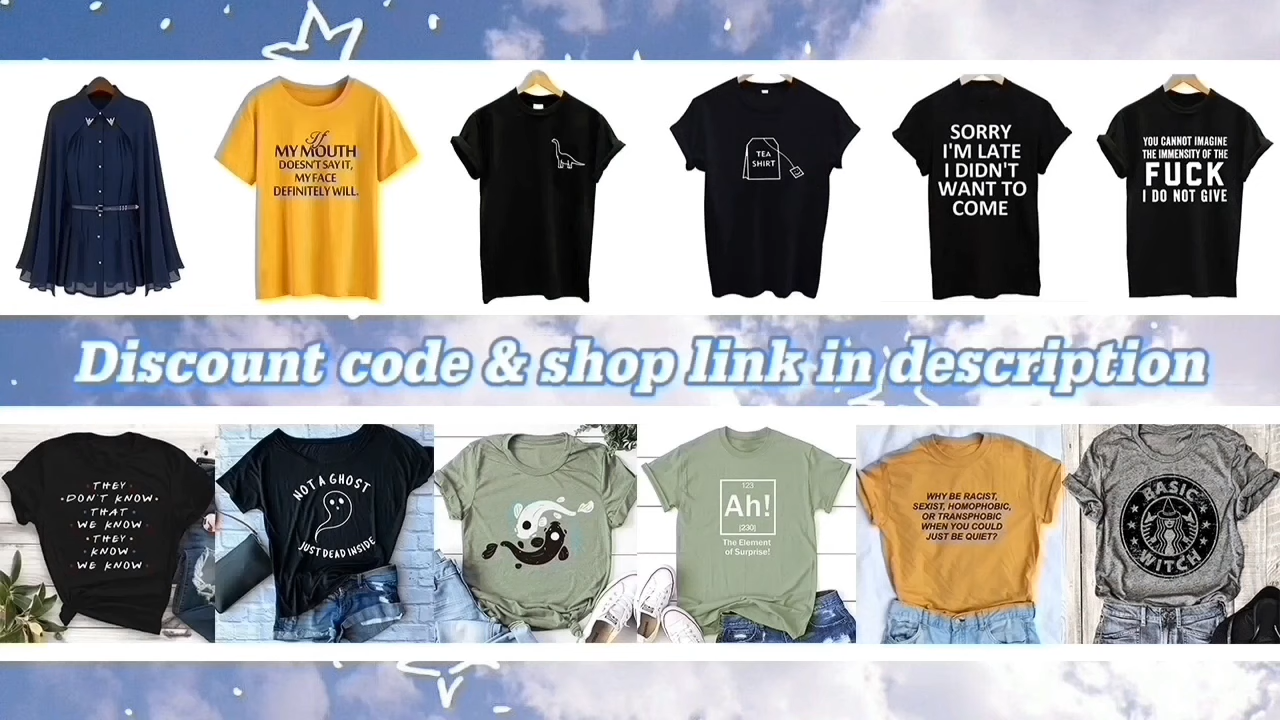 If
MY MOUTH
DOESN'T SAY IT,
MY FACE
DEFINITELY WILL.
TEA
SHIRT
SORRY
I'M LATE
I DIDN'T
WANT TO
COME
YOU CANNOT IMAGINE
THE IMMENSITY OF THE
FUCK
I DO NOT GIVE
Discount code & shop link in description
THEY
•DON'T KNOW•
•THAT•
•WE KNOW•
•THEY•
•KNOW•
•WE KNOW•
NOT A GHOST
JUST DEAD INSIDE
123
Ah!
[230]
The Element
of Surprise!
WHY BE RACIST,
SEXIST, HOMOPHOBIC,
OR TRANSPHOBIC
WHEN YOU COULD
JUST BE QUIET?
BASIC
WITCH